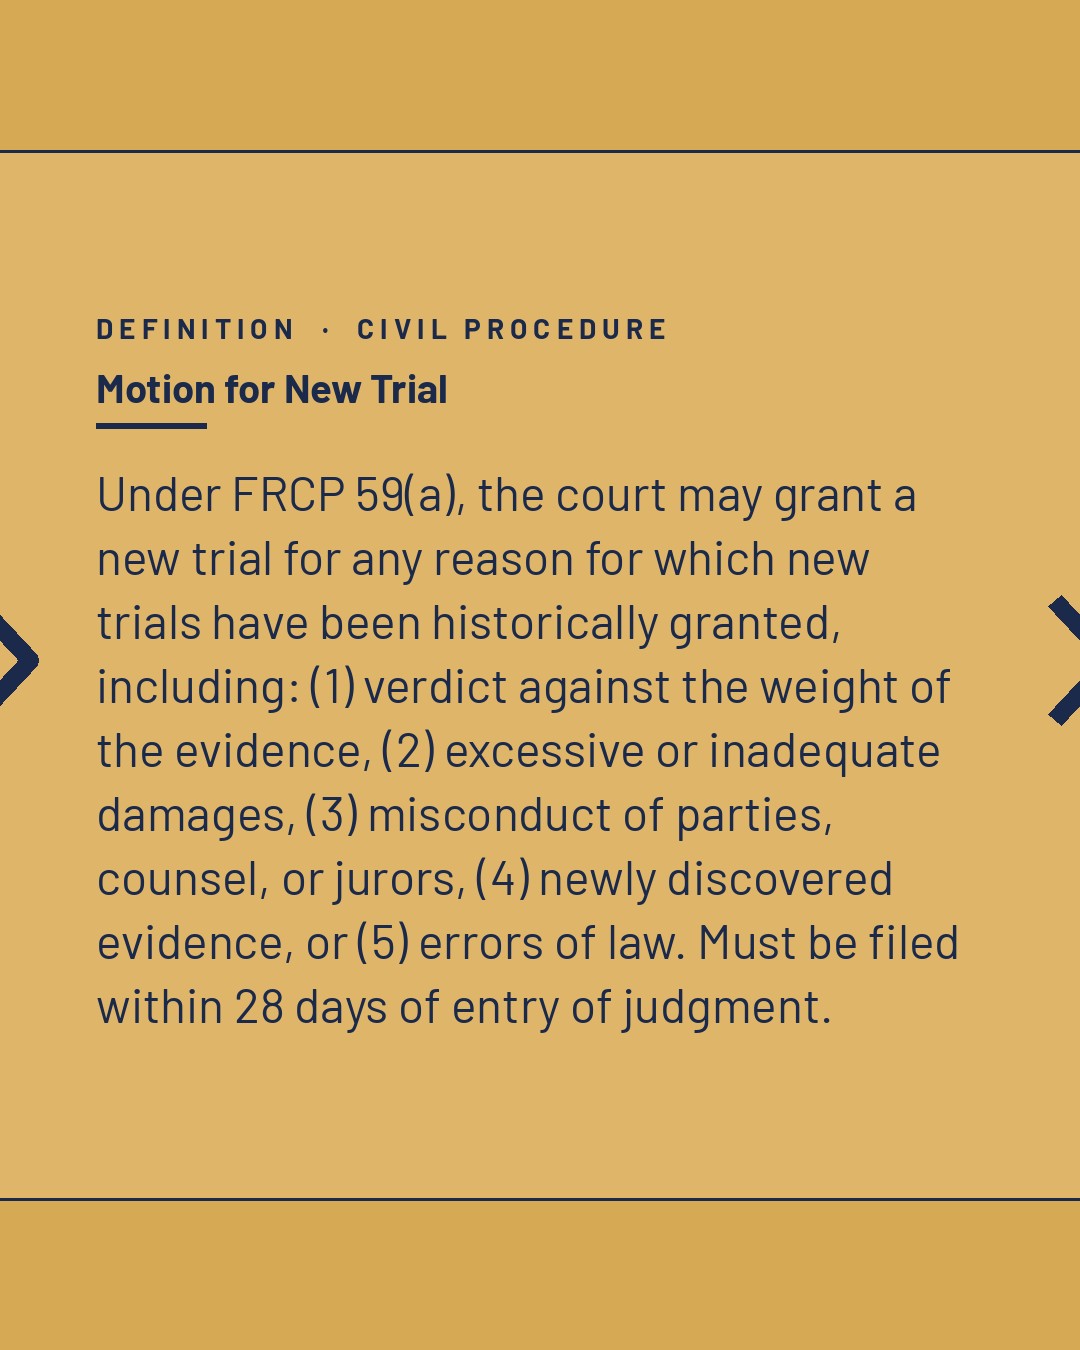 DEFINITION · CIVIL PROCEDURE
Motion for New Trial
Under FRCP 59(a), the court may grant a
new trial for any reason for which new
trials have been historically granted,
including: (1) verdict against the weight of
the evidence, (2) excessive or inadequate
damages, (3) misconduct of parties,
counsel, or jurors, (4) newly discovered
evidence, or (5) errors of law. Must be filed
within 28 days of entry of judgment.